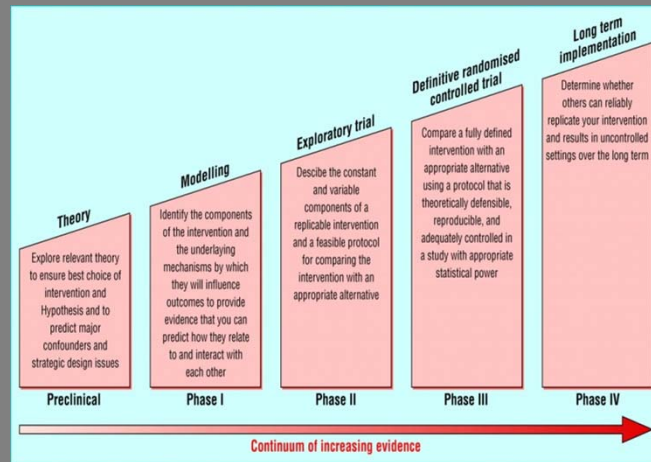 Theory
Explore relevant theory
to ensure best choice of
intervention and
Hypothesis and to
predict major
confounders and
strategic design issues
Preclinical
Modelling
Identify the components
of the intervention and
the underlaying
mechanisms by which
they will influence
outcomes to provide
evidence that you can
predict how they relate
to and interact with
each other
Phase I
Exploratory trial
Descibe the constant
and variable
components of a
replicable intervention
and a feasible protocol
for comparing the
intervention with an
appropriate alternative
Phase II
Definitive randomised
controlled trial
Compare a fully defined
intervention with an
appropriate alternative
using a protocol that is
theoretically defensible,
reproducible, and
adequately controlled in
a study with appropriate
statistical power
Phase III
Long term
implementation
Determine whether
others can reliably
replicate your intervention
and results in uncontrolled
settings over the long term
Phase IV
Continuum of increasing evidence